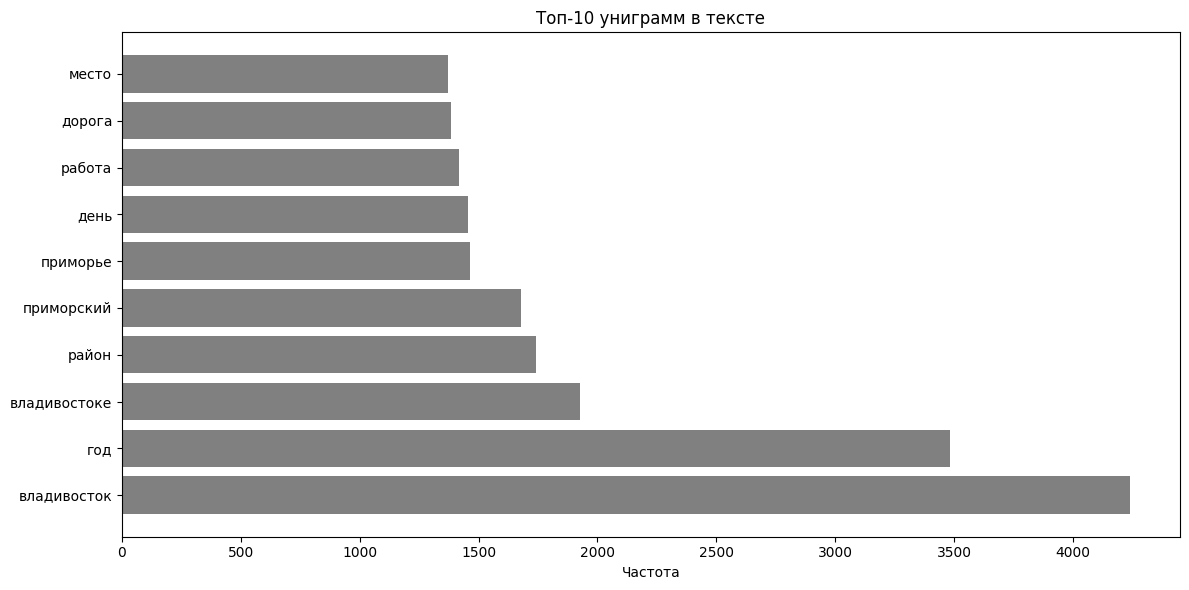 Топ-10 униграмм в тексте
место
дорога
работа
день
приморье
приморский
район
владивостоке
год
владивосток
0 500 1000 1500 2000 2500 3000 3500 4000
Частота